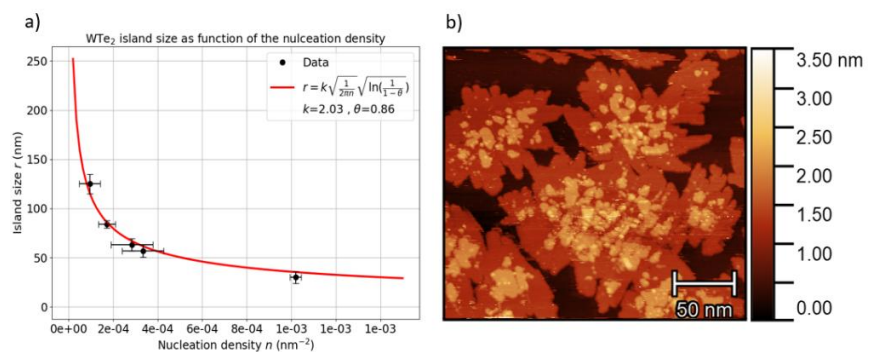 a)
b)
WTe₂ island size as function of the nulceation density
250
200
150
100
50
0
Island size r (nm)
Data
r = k√(1/(2πn)) √(ln(1/(1−θ)))
k=2.03 , θ=0.86
0e+00 2e-04 4e-04 6e-04 8e-04 1e-03 1e-03
Nucleation density n (nm⁻²)
50 nm
3.50 nm
3.00
2.50
2.00
1.50
1.00
0.00